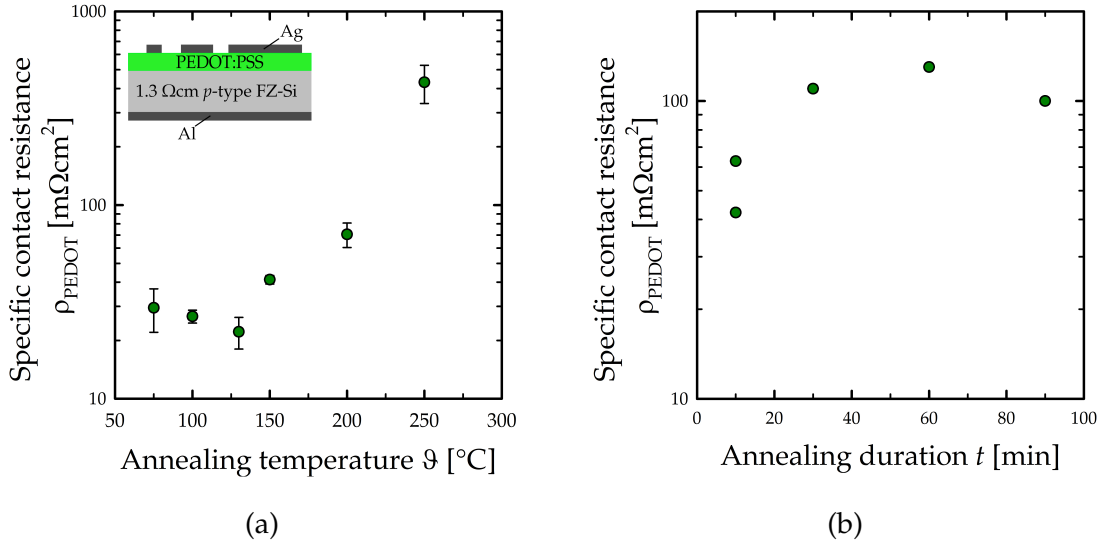 Specific contact resistance
ρPEDOT [mΩcm²]
1000
100
10
Ag
PEDOT:PSS
1.3 Ωcm p-type FZ-Si
Al
50 100 150 200 250 300
Annealing temperature ϑ [°C]
(a)
Specific contact resistance
ρPEDOT [mΩcm²]
100
10
0 20 40 60 80 100
Annealing duration t [min]
(b)